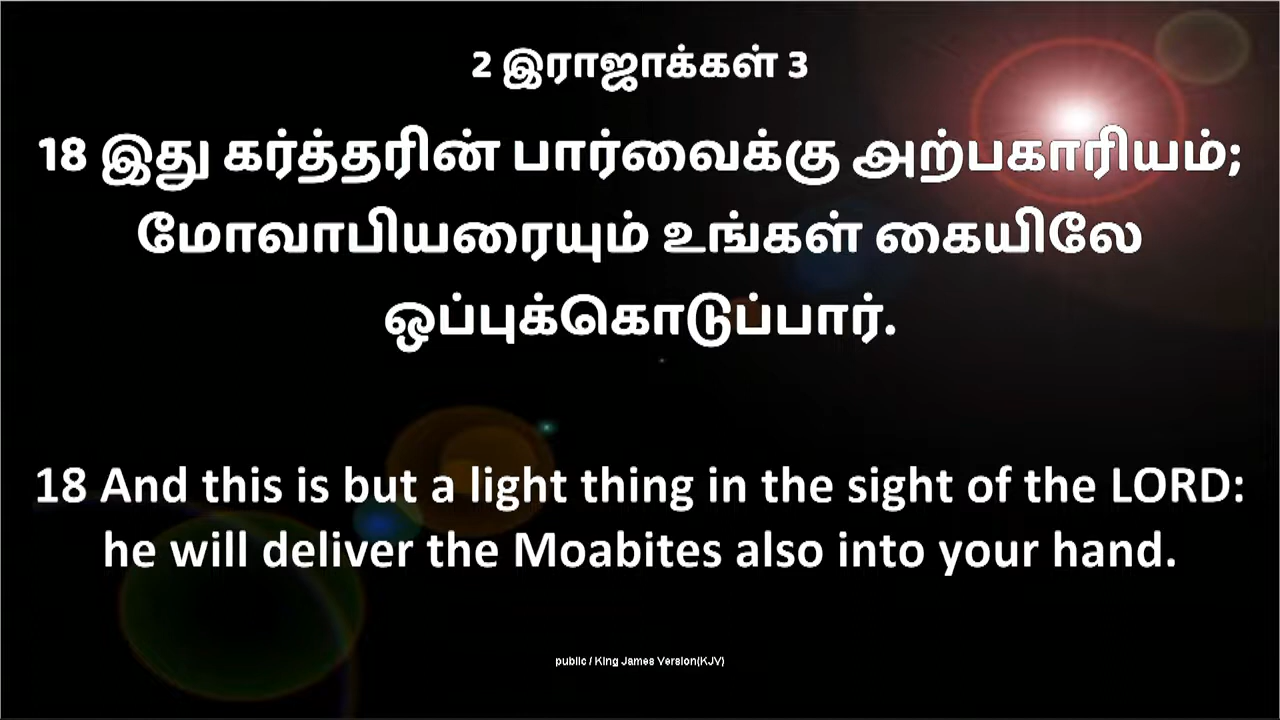 2 இராஜாக்கள் 3
18 இது கர்த்தரின் பார்வைக்கு அற்பகாரியம்;
மோவாபியரையும் உங்கள் கையிலே
ஒப்புக்கொடுப்பார்.
18 And this is but a light thing in the sight of the LORD:
he will deliver the Moabites also into your hand.
public / King James Version(KJV)